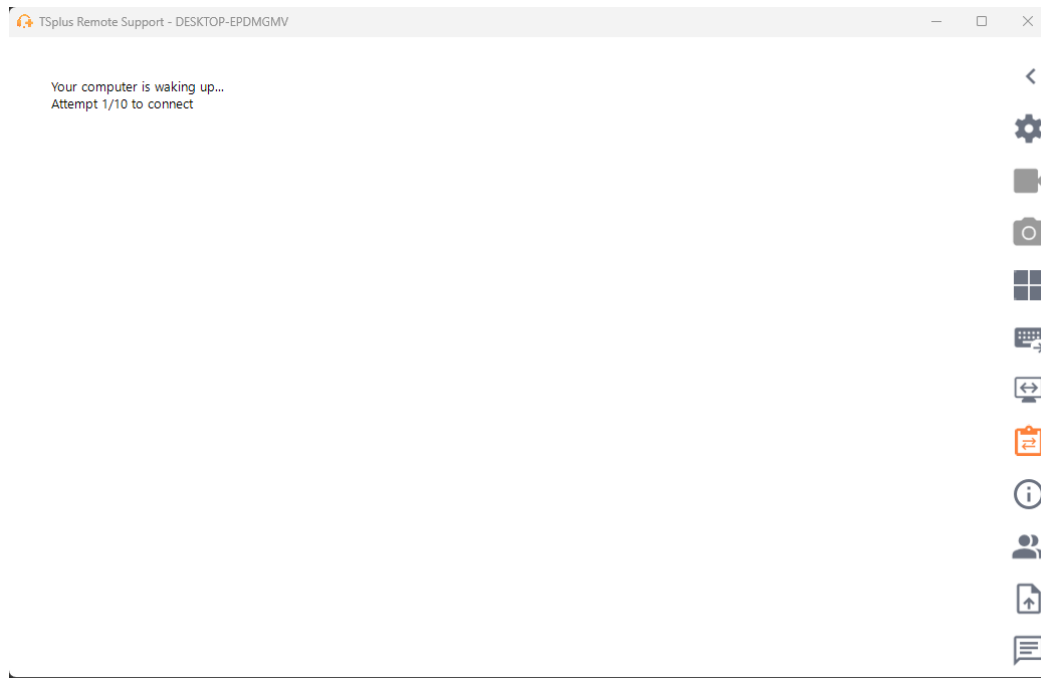 TSplus Remote Support - DESKTOP-EPDMGMV
Your computer is waking up...
Attempt 1/10 to connect